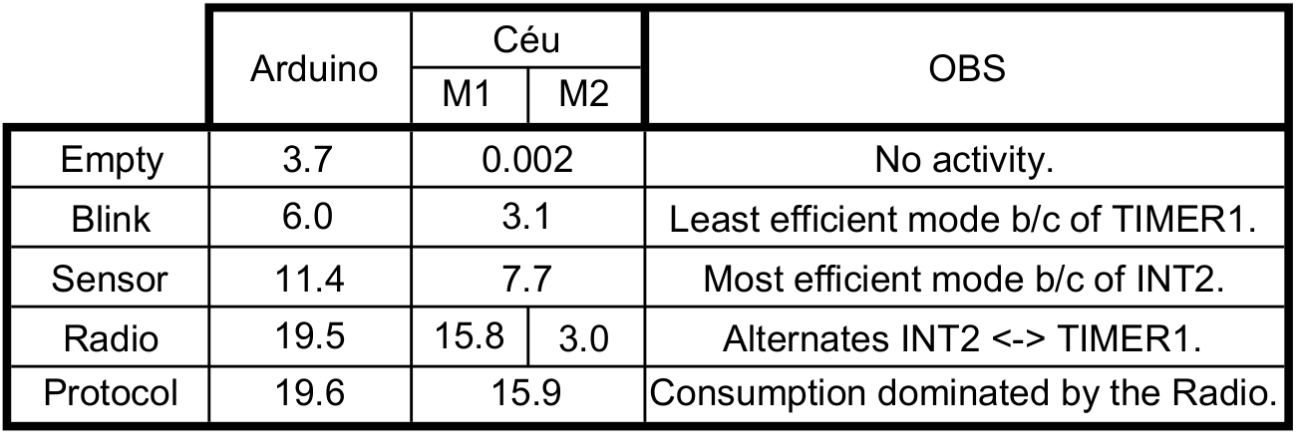 Arduino Céu OBS
M1 M2
Empty 3.7 0.002 No activity.
Blink 6.0 3.1 Least efficient mode b/c of TIMER1.
Sensor 11.4 7.7 Most efficient mode b/c of INT2.
Radio 19.5 15.8 3.0 Alternates INT2 <-> TIMER1.
Protocol 19.6 15.9 Consumption dominated by the Radio.